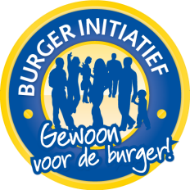 BURGER INITIATIEF
Gewoon
voor de burger!